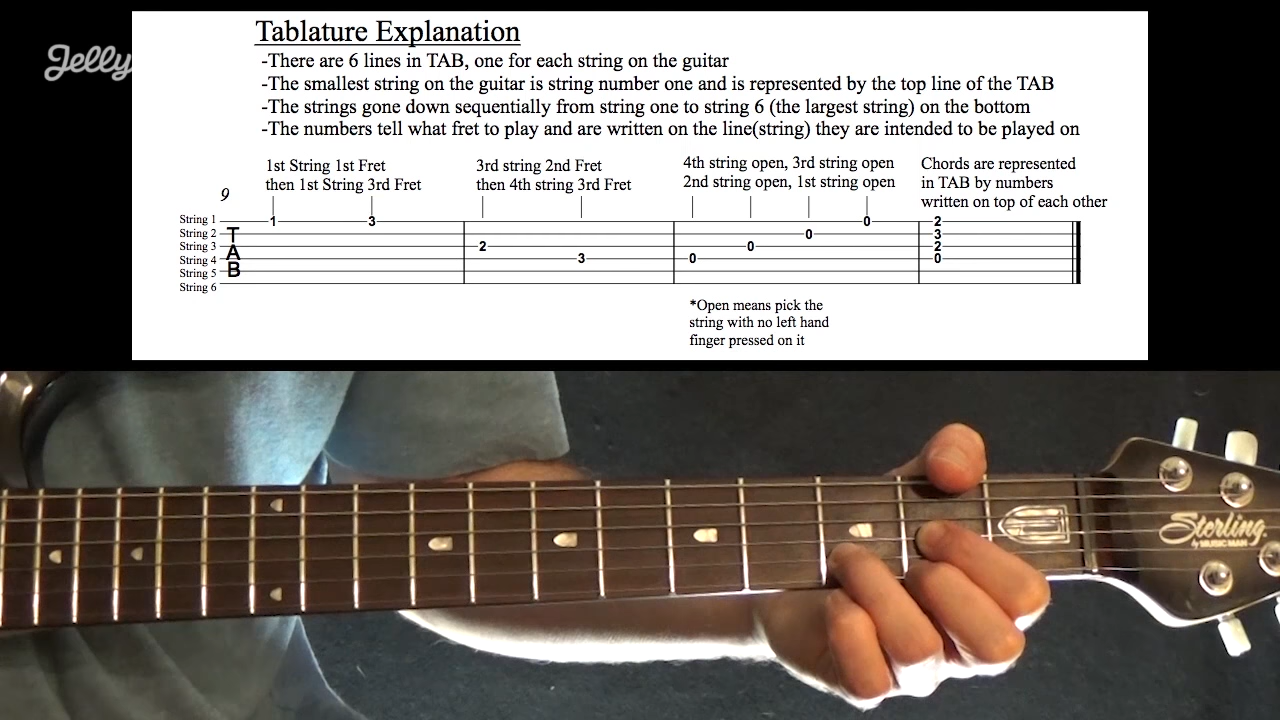 Jelly
Tablature Explanation
-There are 6 lines in TAB, one for each string on the guitar
-The smallest string on the guitar is string number one and is represented by the top line of the TAB
-The strings gone down sequentially from string one to string 6 (the largest string) on the bottom
-The numbers tell what fret to play and are written on the line(string) they are intended to be played on
1st String 1st Fret
then 1st String 3rd Fret
3rd string 2nd Fret
then 4th string 3rd Fret
4th string open, 3rd string open
2nd string open, 1st string open
Chords are represented
in TAB by numbers
written on top of each other
9
String 1 1 3 0 2
String 2 T 0 3
String 3 A 2 0 2
String 4 3 0 0
String 5 B
String 6
*Open means pick the
string with no left hand
finger pressed on it
Sterling
by MUSIC MAN